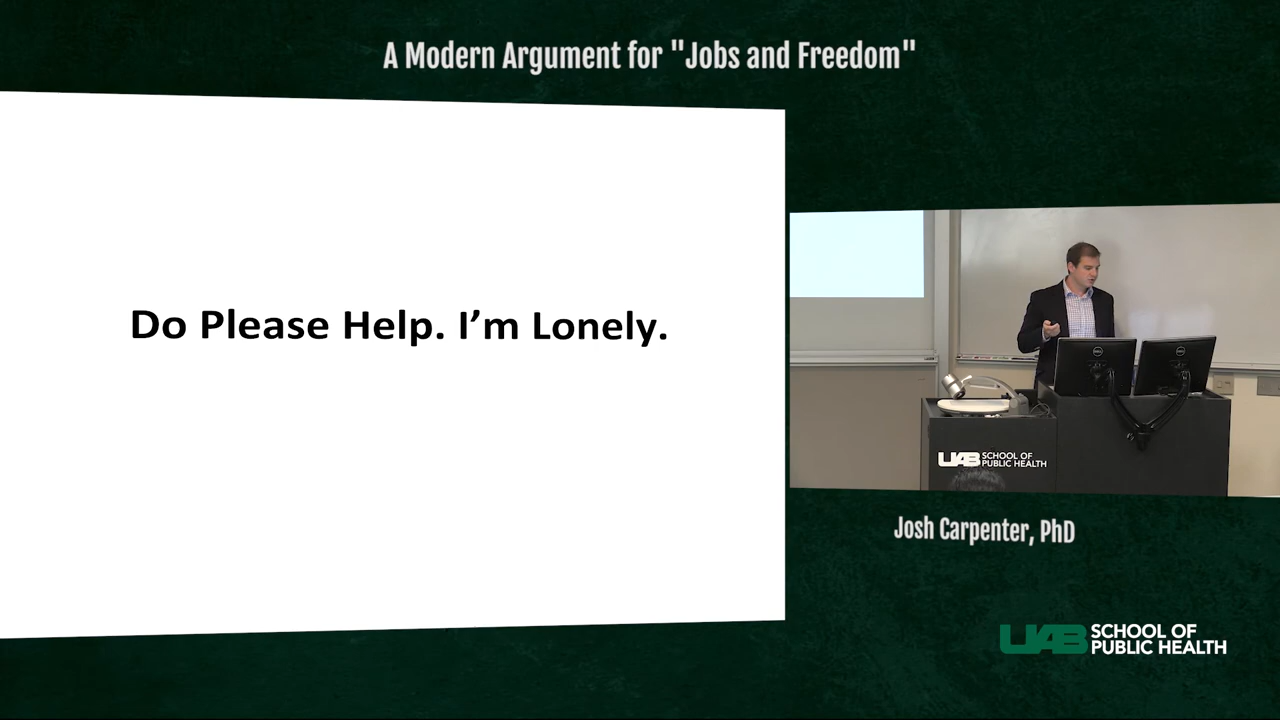 A Modern Argument for "Jobs and Freedom"
Do Please Help. I’m Lonely.
UAB SCHOOL OF
PUBLIC HEALTH
Josh Carpenter, PhD
UAB SCHOOL OF
PUBLIC HEALTH